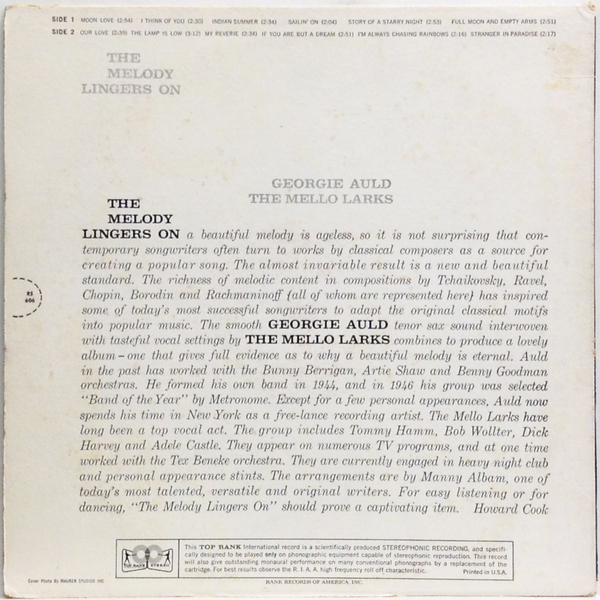 SIDE 1 MOON LOVE (2:54) I THINK OF YOU (2:30) INDIAN SUMMER (2:34) SAILIN' ON (2:04) STORY OF A STARRY NIGHT (2:53) FULL MOON AND EMPTY ARMS (2:51)
SIDE 2 OUR LOVE (2:39) THE LAMP IS LOW (3:12) MY REVERIE (2:34) IF YOU ARE BUT A DREAM (2:51) I'M ALWAYS CHASING RAINBOWS (2:16) STRANGER IN PARADISE (2:17)
THE
MELODY
LINGERS ON
GEORGIE AULD
THE MELLO LARKS
THE
MELODY
LINGERS ON a beautiful melody is ageless, so it is not surprising that con-
temporary songwriters often turn to works by classical composers as a source for
creating a popular song. The almost invariable result is a new and beautiful
standard. The richness of melodic content in compositions by Tchaikovsky, Ravel,
Chopin, Borodin and Rachmaninoff (all of whom are represented here) has inspired
some of today's most successful songwriters to adapt the original classical motifs
into popular music. The smooth GEORGIE AULD tenor sax sound interwoven
with tasteful vocal settings by THE MELLO LARKS combines to produce a lovely
album – one that gives full evidence as to why a beautiful melody is eternal. Auld
in the past has worked with the Bunny Berrigan, Artie Shaw and Benny Goodman
orchestras. He formed his own band in 1944, and in 1946 his group was selected
"Band of the Year" by Metronome. Except for a few personal appearances, Auld now
spends his time in New York as a free-lance recording artist. The Mello Larks have
long been a top vocal act. The group includes Tommy Hamm, Bob Wollter, Dick
Harvey and Adele Castle. They appear on numerous TV programs, and at one time
worked with the Tex Beneke orchestra. They are currently engaged in heavy night club
and personal appearance stints. The arrangements are by Manny Albam, one of
today's most talented, versatile and original writers. For easy listening or for
dancing, "The Melody Lingers On" should prove a captivating item. Howard Cook
RS
606
TOP RANK STEREO
This TOP RANK International record is a scientifically produced STEREOPHONIC RECORDING, and specifi-
cally designed to be played only on phonographic equipment capable of stereophonic reproduction. This record
will also give outstanding monaural performance on many conventional phonographs by a replacement of the
cartridge. For best results observe the R. I. A. A. high frequency roll off characteristic. Printed in U.S.A.
Cover Photo By MAURER STUDIOS INC.
RANK RECORDS OF AMERICA, INC.